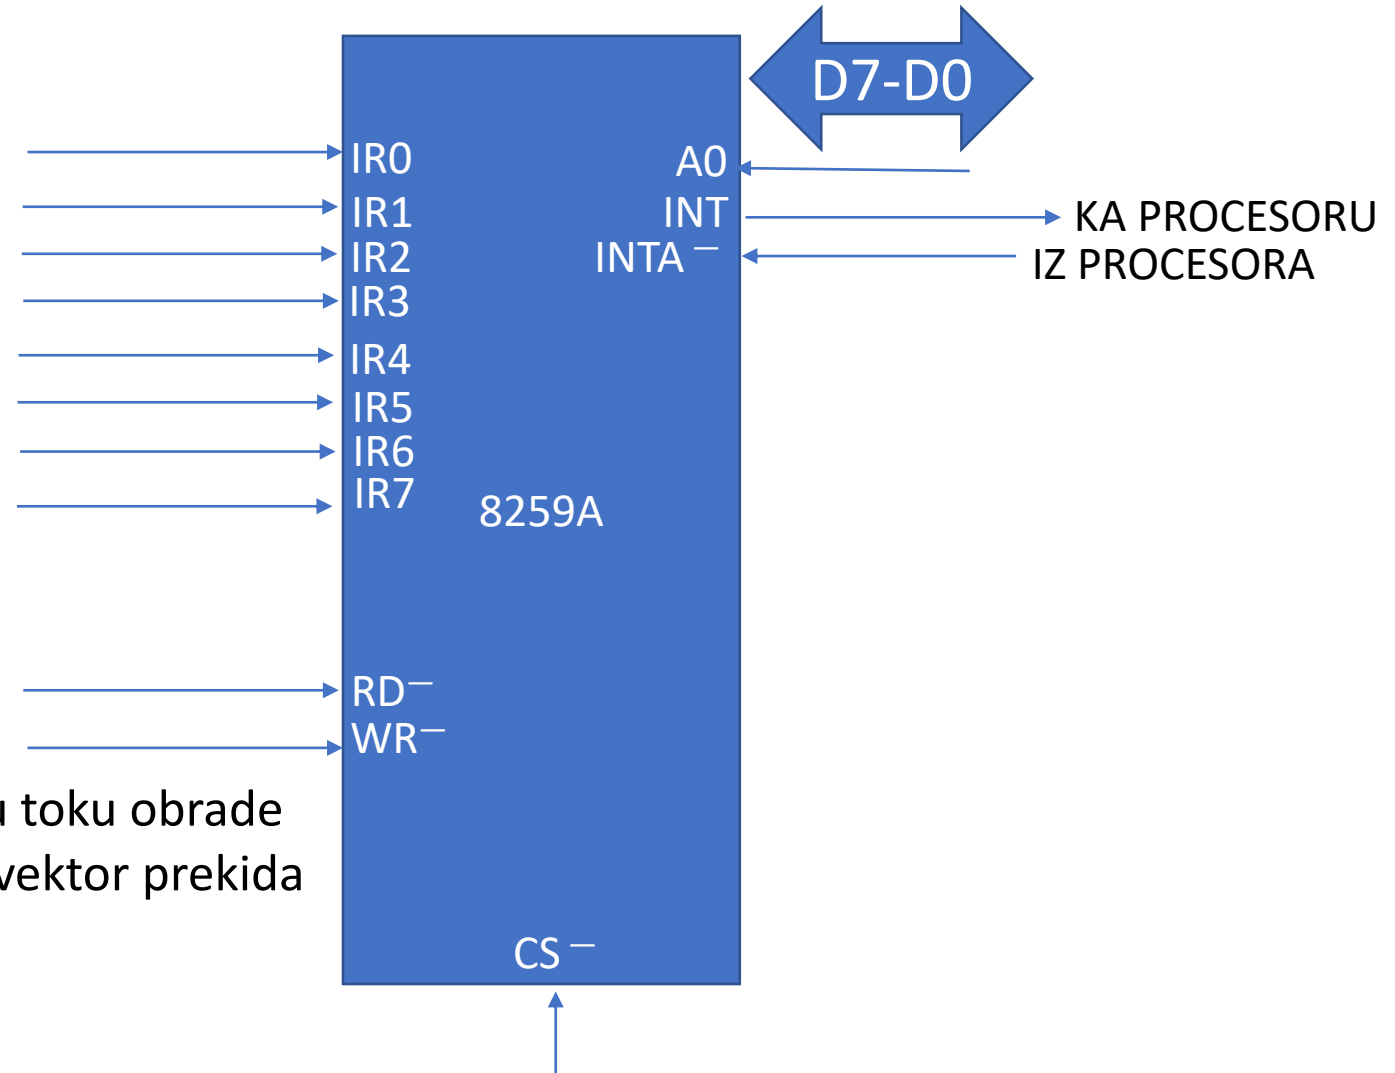 D7-D0
IR0
A0
IR1
INT
KA PROCESORU
IR2
INTA ¯
IZ PROCESORA
IR3
IR4
IR5
IR6
IR7
8259A
RD¯
WR¯
u toku obrade
vektor prekida
CS ¯